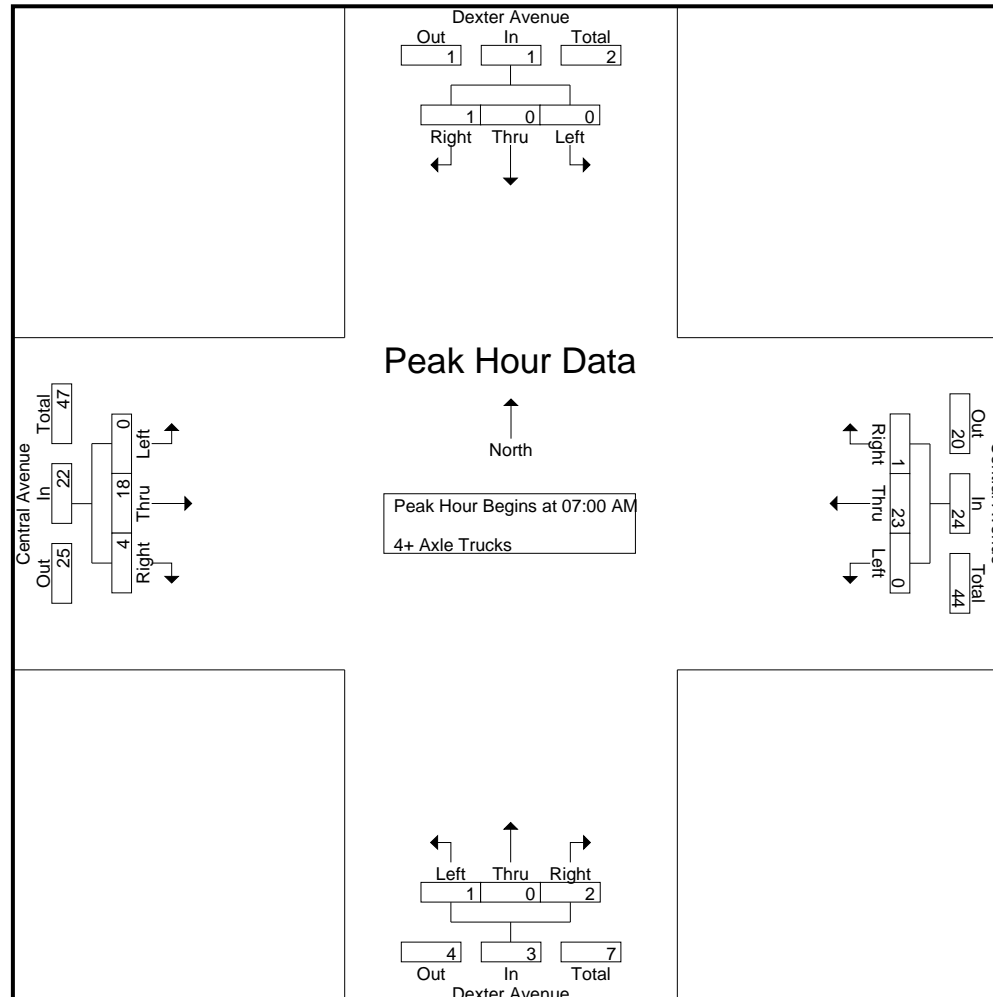 Dexter Avenue
Out In Total
1 1 2
1 0 0
Right Thru Left
Peak Hour Data
North
Peak Hour Begins at 07:00 AM
4+ Axle Trucks
Central Avenue
Out In Total
25 22 47
Right Thru Left
4 18 0
Out In Total
20 24 44
Right Thru Left
1 23 0
Left Thru Right
1 0 2
4 3 7
Out In Total
Dexter Avenue